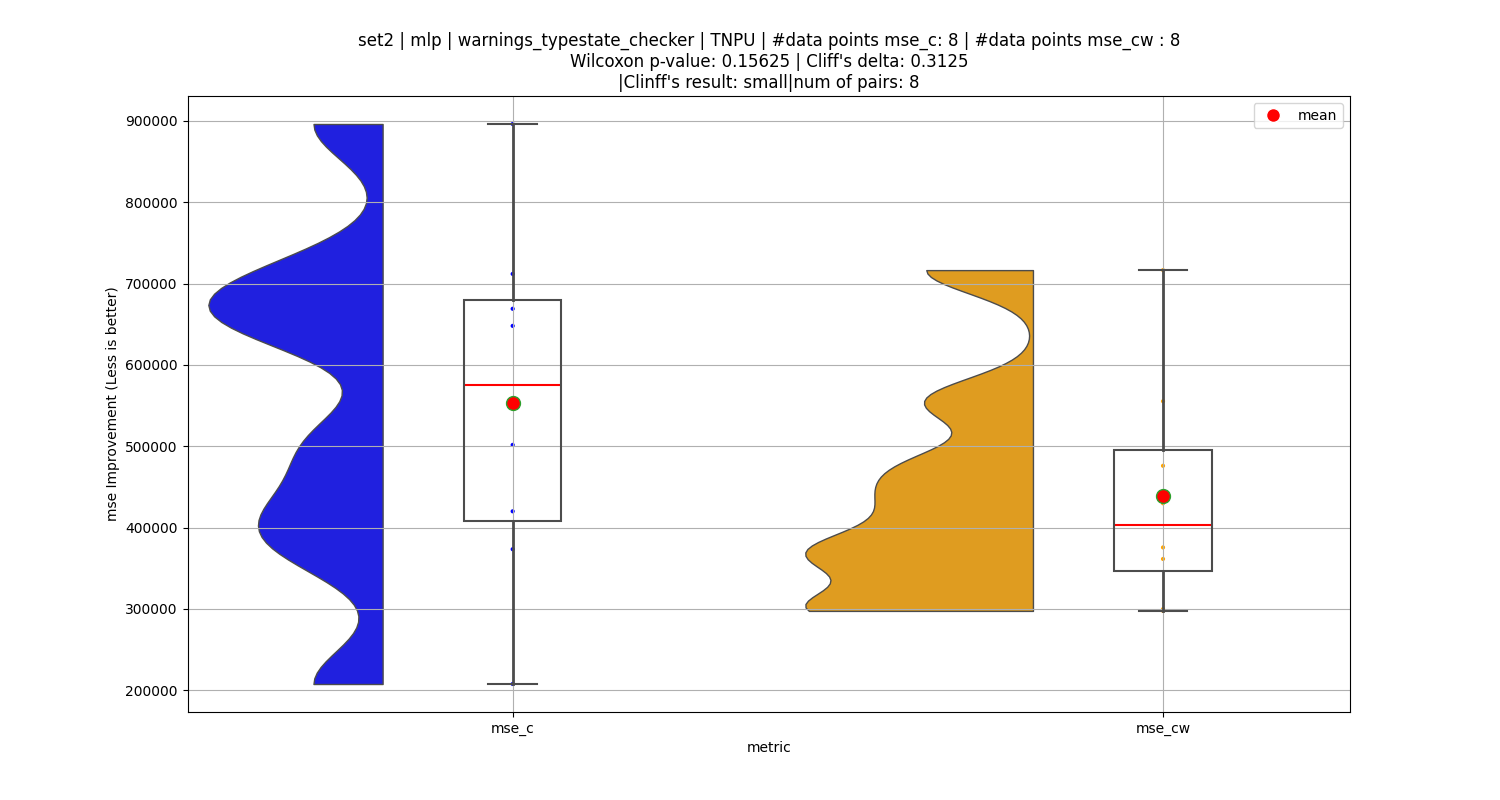 set2 | mlp | warnings_typestate_checker | TNPU | #data points mse_c: 8 | #data points mse_cw : 8
Wilcoxon p-value: 0.15625 | Cliff's delta: 0.3125
|Clinff's result: small|num of pairs: 8
mean
900000
800000
700000
600000
500000
400000
300000
200000
mse Improvement (Less is better)
mse_c
mse_cw
metric